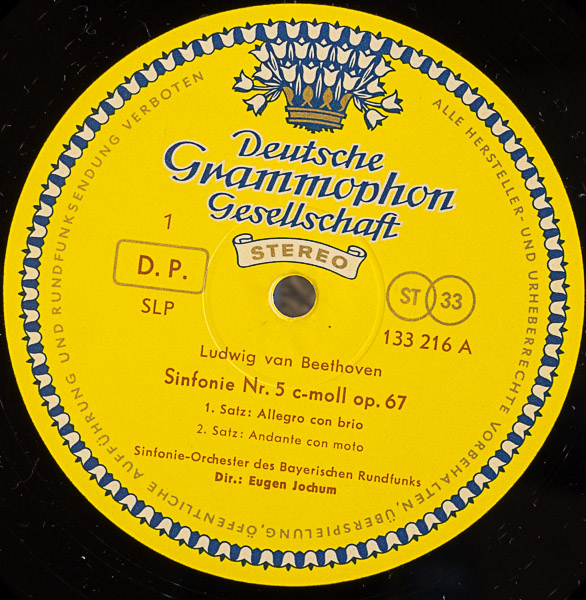 Deutsche
Grammophon
Gesellschaft
STEREO
1
D. P.
SLP
ST 33
133 216 A
Ludwig van Beethoven
Sinfonie Nr. 5 c-moll op. 67
1. Satz: Allegro con brio
2. Satz: Andante con moto
Sinfonie-Orchester des Bayerischen Rundfunks
Dir.: Eugen Jochum
ALLE HERSTELLER- UND URHEBERRECHTE VORBEHALTEN, ÜBERSPIELUNG, ÖFFENTLICHE AUFFÜHRUNG UND RUNDFUNKSENDUNG VERBOTEN